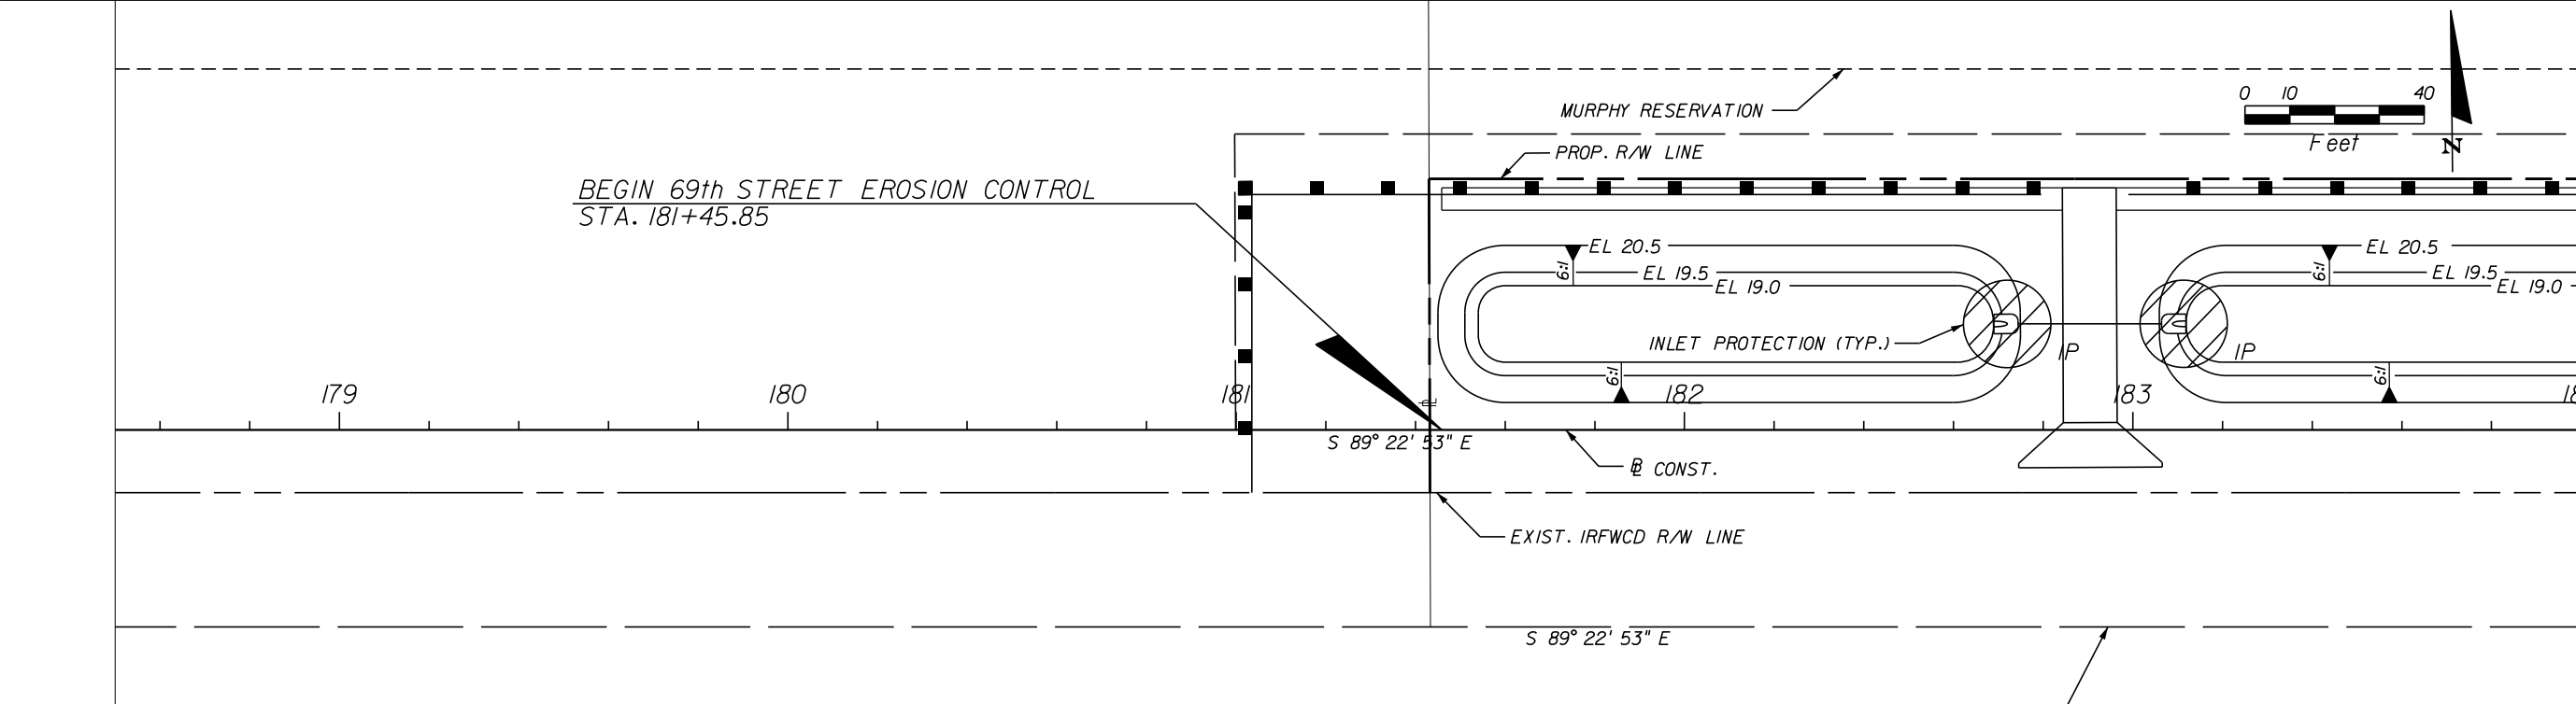 MURPHY RESERVATION
0 10 40
Feet
N
PROP. R/W LINE
BEGIN 69th STREET EROSION CONTROL
STA. 181+45.85
EL 20.5
EL 19.5
EL 19.0
6:1
EL 20.5
EL 19.5
EL 19.0
6:1
INLET PROTECTION (TYP.)
IP
IP
6:1
6:1
179
180
181
182
183
18
PL
S 89° 22' 53" E
BL CONST.
EXIST. IRFWCD R/W LINE
S 89° 22' 53" E